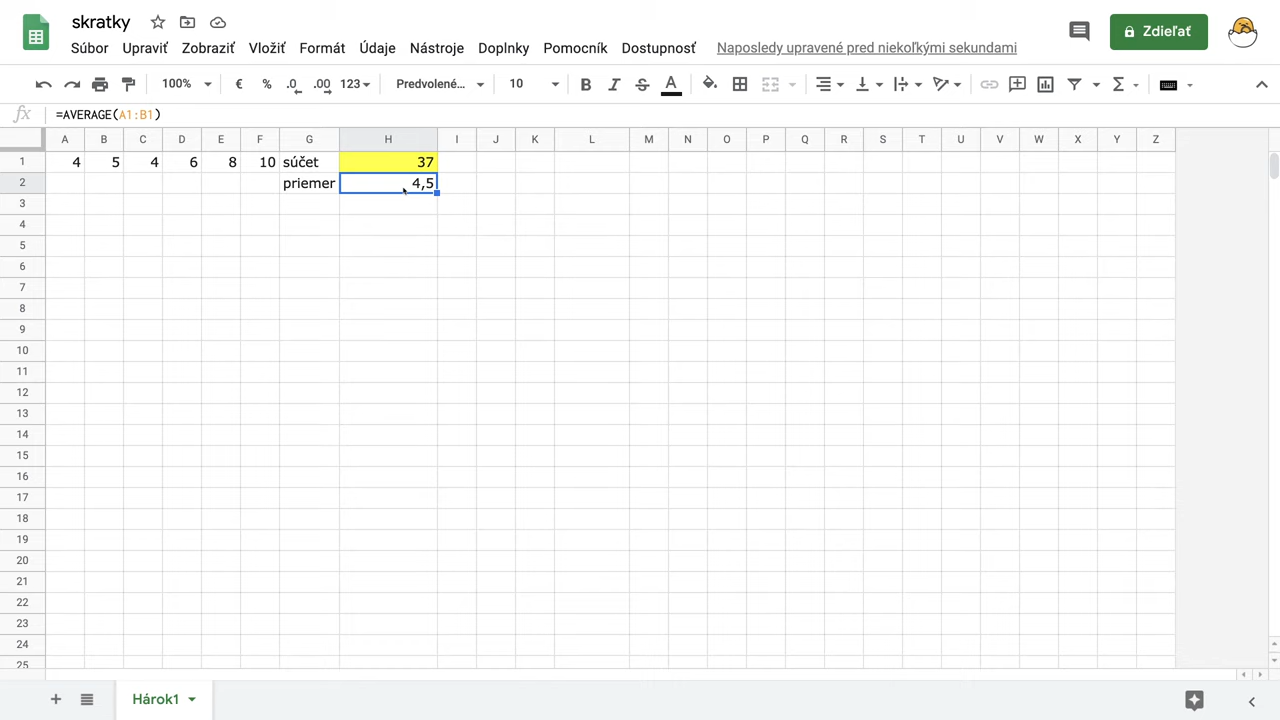 skratky
Súbor Upraviť Zobraziť Vložiť Formát Údaje Nástroje Doplnky Pomocník Dostupnosť Naposledy upravené pred niekoľkými sekundami
Zdieľať
100% € % .0 .00 123 Predvolené... 10 B I S A Σ
fx =AVERAGE(A1:B1)
A B C D E F G H I J K L M N O P Q R S T U V W X Y Z
1 4 5 4 6 8 10 súčet 37
2 priemer 4,5
3
4
5
6
7
8
9
10
11
12
13
14
15
16
17
18
19
20
21
22
23
24
25
+ Hárok1